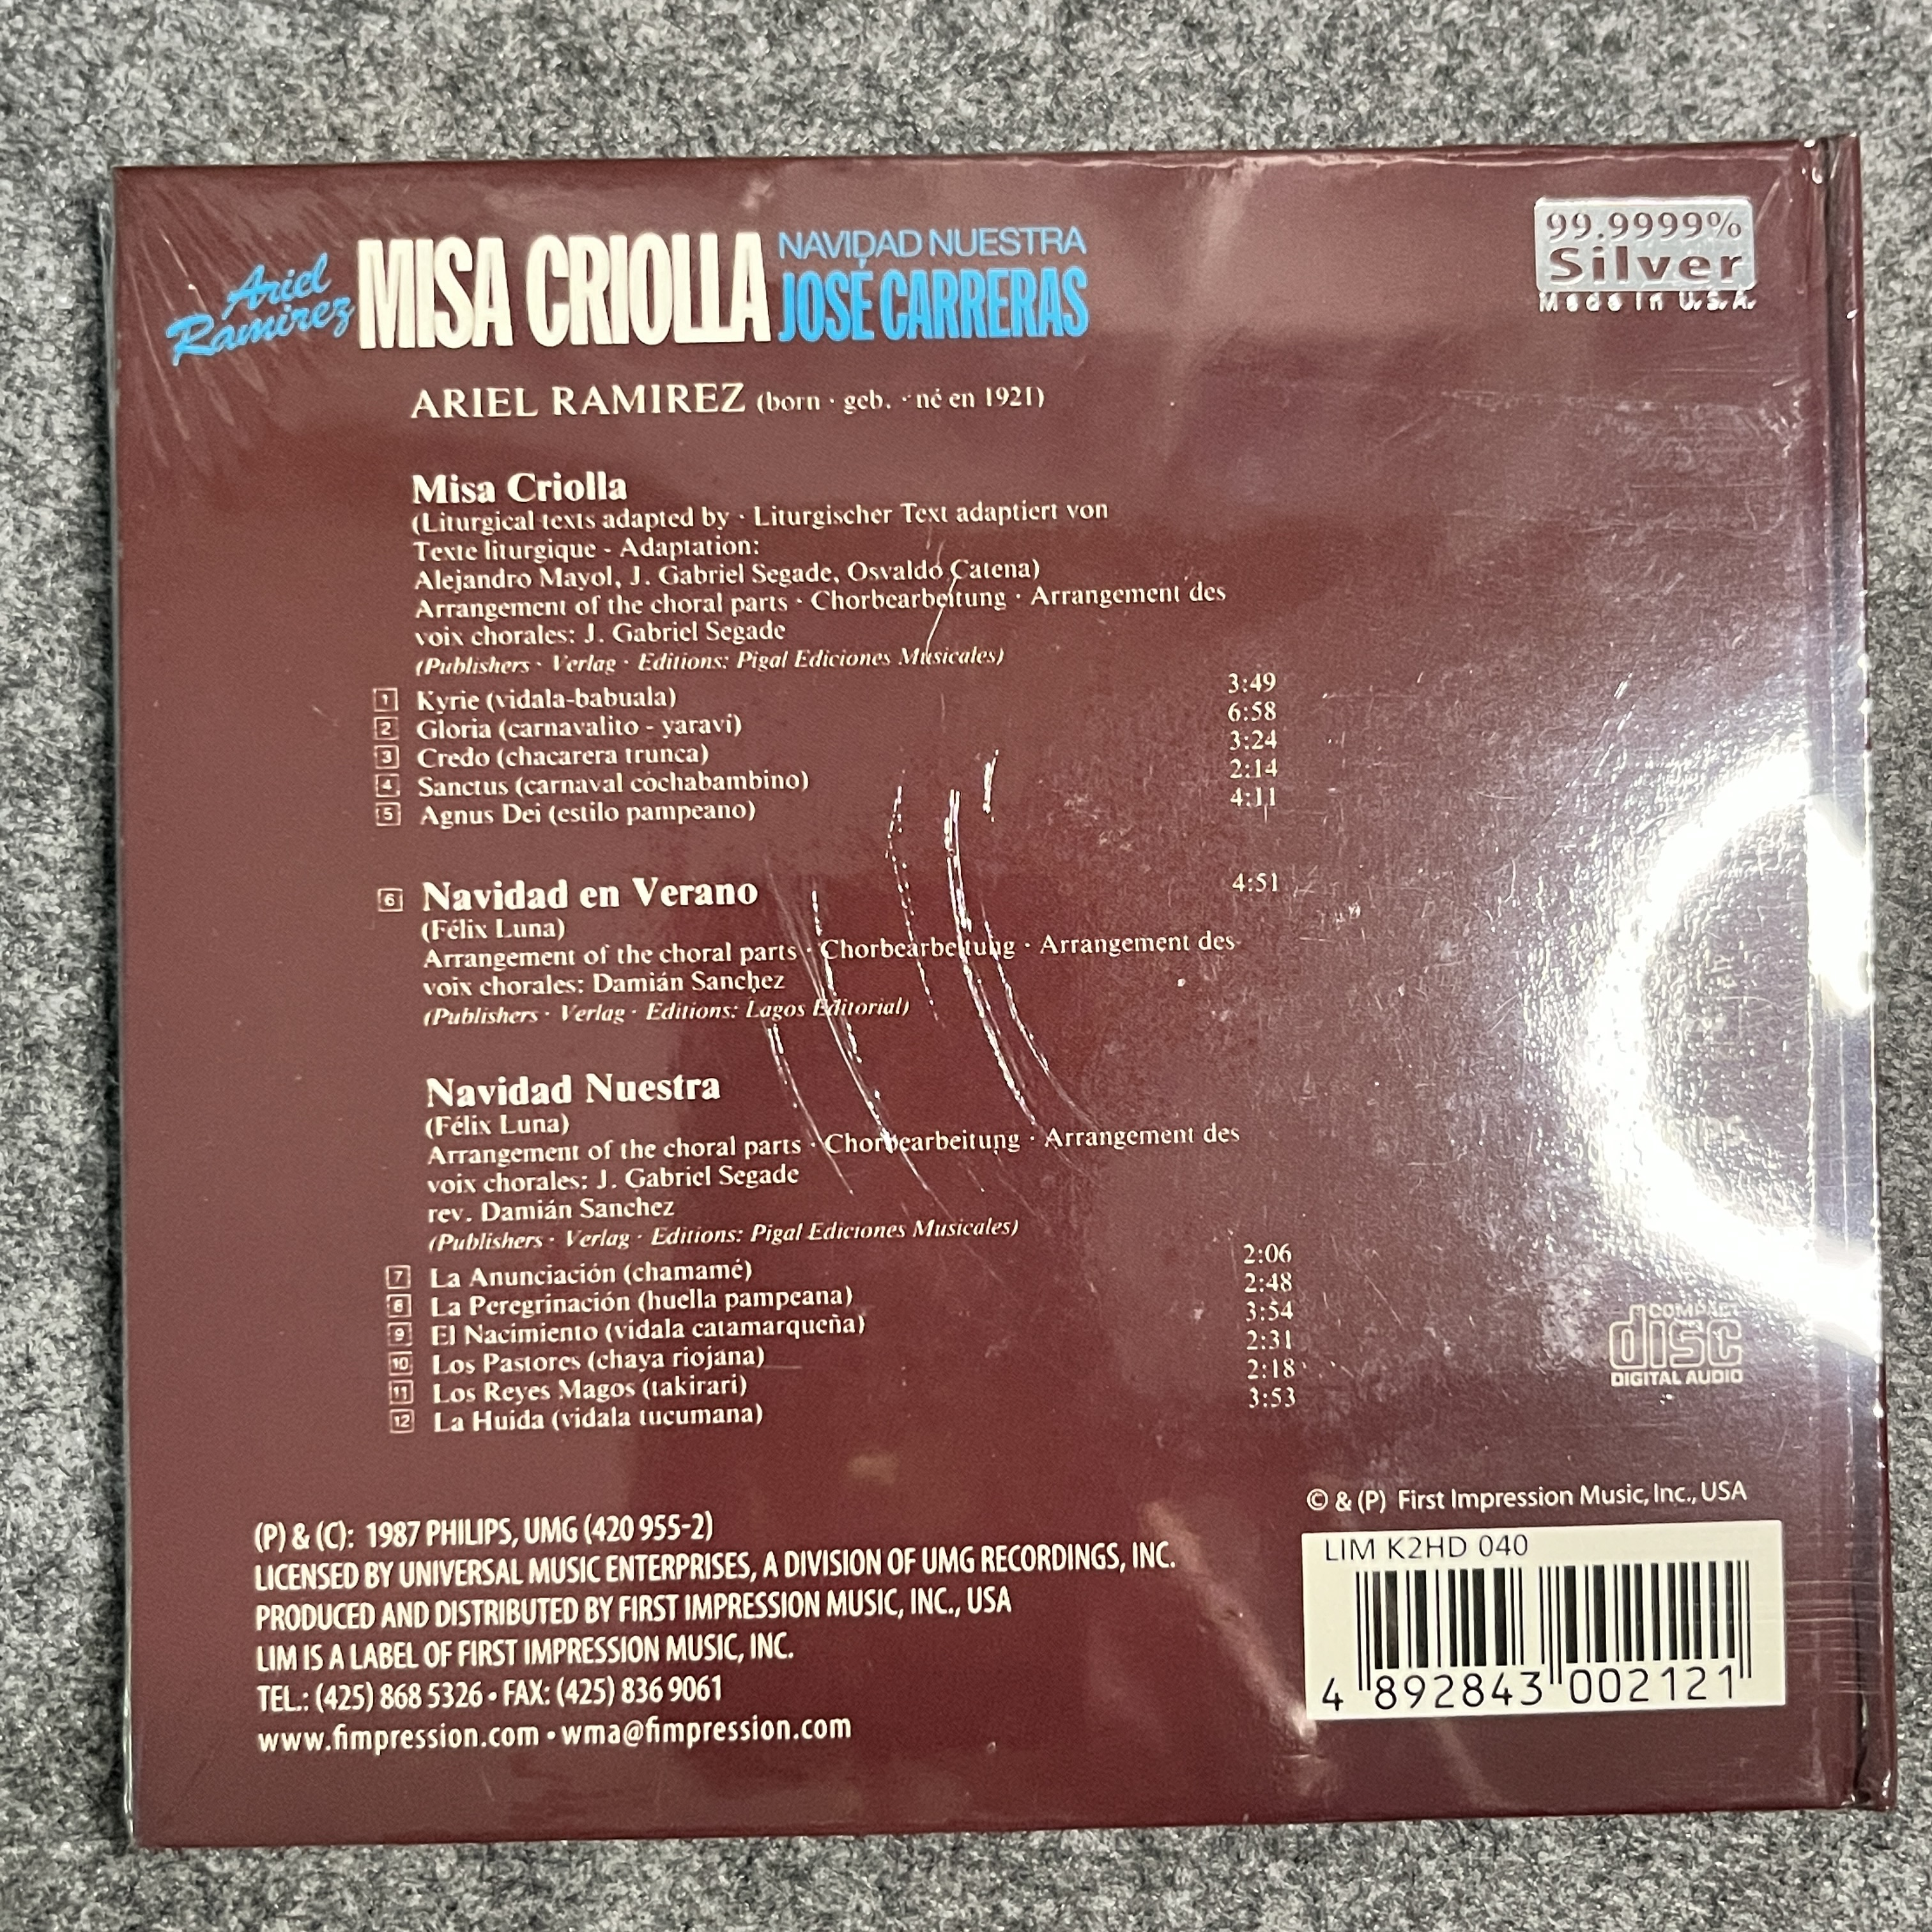 Ariel
Ramirez
MISA CRIOLLA
NAVIDAD NUESTRA
JOSÉ CARRERAS
99.9999%
Silver
Made in U.S.A.
ARIEL RAMIREZ (born · geb. · né en 1921)
Misa Criolla
(Liturgical texts adapted by · Liturgischer Text adaptiert von
Texte liturgique - Adaptation:
Alejandro Mayol, J. Gabriel Segade, Osvaldo Catena)
Arrangement of the choral parts · Chorbearbeitung · Arrangement des
voix chorales: J. Gabriel Segade
(Publishers · Verlag · Editions: Pigal Ediciones Musicales)
1 Kyrie (vidala-babuala) 3:49
2 Gloria (carnavalito - yaraví) 6:58
3 Credo (chacarera trunca) 3:24
4 Sanctus (carnaval cochabambino) 2:14
5 Agnus Dei (estilo pampeano) 4:11
6 Navidad en Verano 4:51
(Félix Luna)
Arrangement of the choral parts · Chorbearbeitung · Arrangement des
voix chorales: Damián Sanchez
(Publishers · Verlag · Editions: Lagos Editorial)
Navidad Nuestra
(Félix Luna)
Arrangement of the choral parts · Chorbearbeitung · Arrangement des
voix chorales: J. Gabriel Segade
rev. Damián Sanchez
(Publishers · Verlag · Editions: Pigal Ediciones Musicales)
7 La Anunciación (chamamé) 2:06
8 La Peregrinación (huella pampeana) 2:48
9 El Nacimiento (vidala catamarqueña) 3:54
10 Los Pastores (chaya riojana) 2:31
11 Los Reyes Magos (takirari) 2:18
12 La Huida (vidala tucumana) 3:53
COMPACT
disc
DIGITAL AUDIO
(P) & (C): 1987 PHILIPS, UMG (420 955-2)
LICENSED BY UNIVERSAL MUSIC ENTERPRISES, A DIVISION OF UMG RECORDINGS, INC.
PRODUCED AND DISTRIBUTED BY FIRST IMPRESSION MUSIC, INC., USA
LIM IS A LABEL OF FIRST IMPRESSION MUSIC, INC.
TEL.: (425) 868 5326 • FAX: (425) 836 9061
www.fimpression.com • wma@fimpression.com
© & (P) First Impression Music, Inc., USA
LIM K2HD 040
4 892843 002121